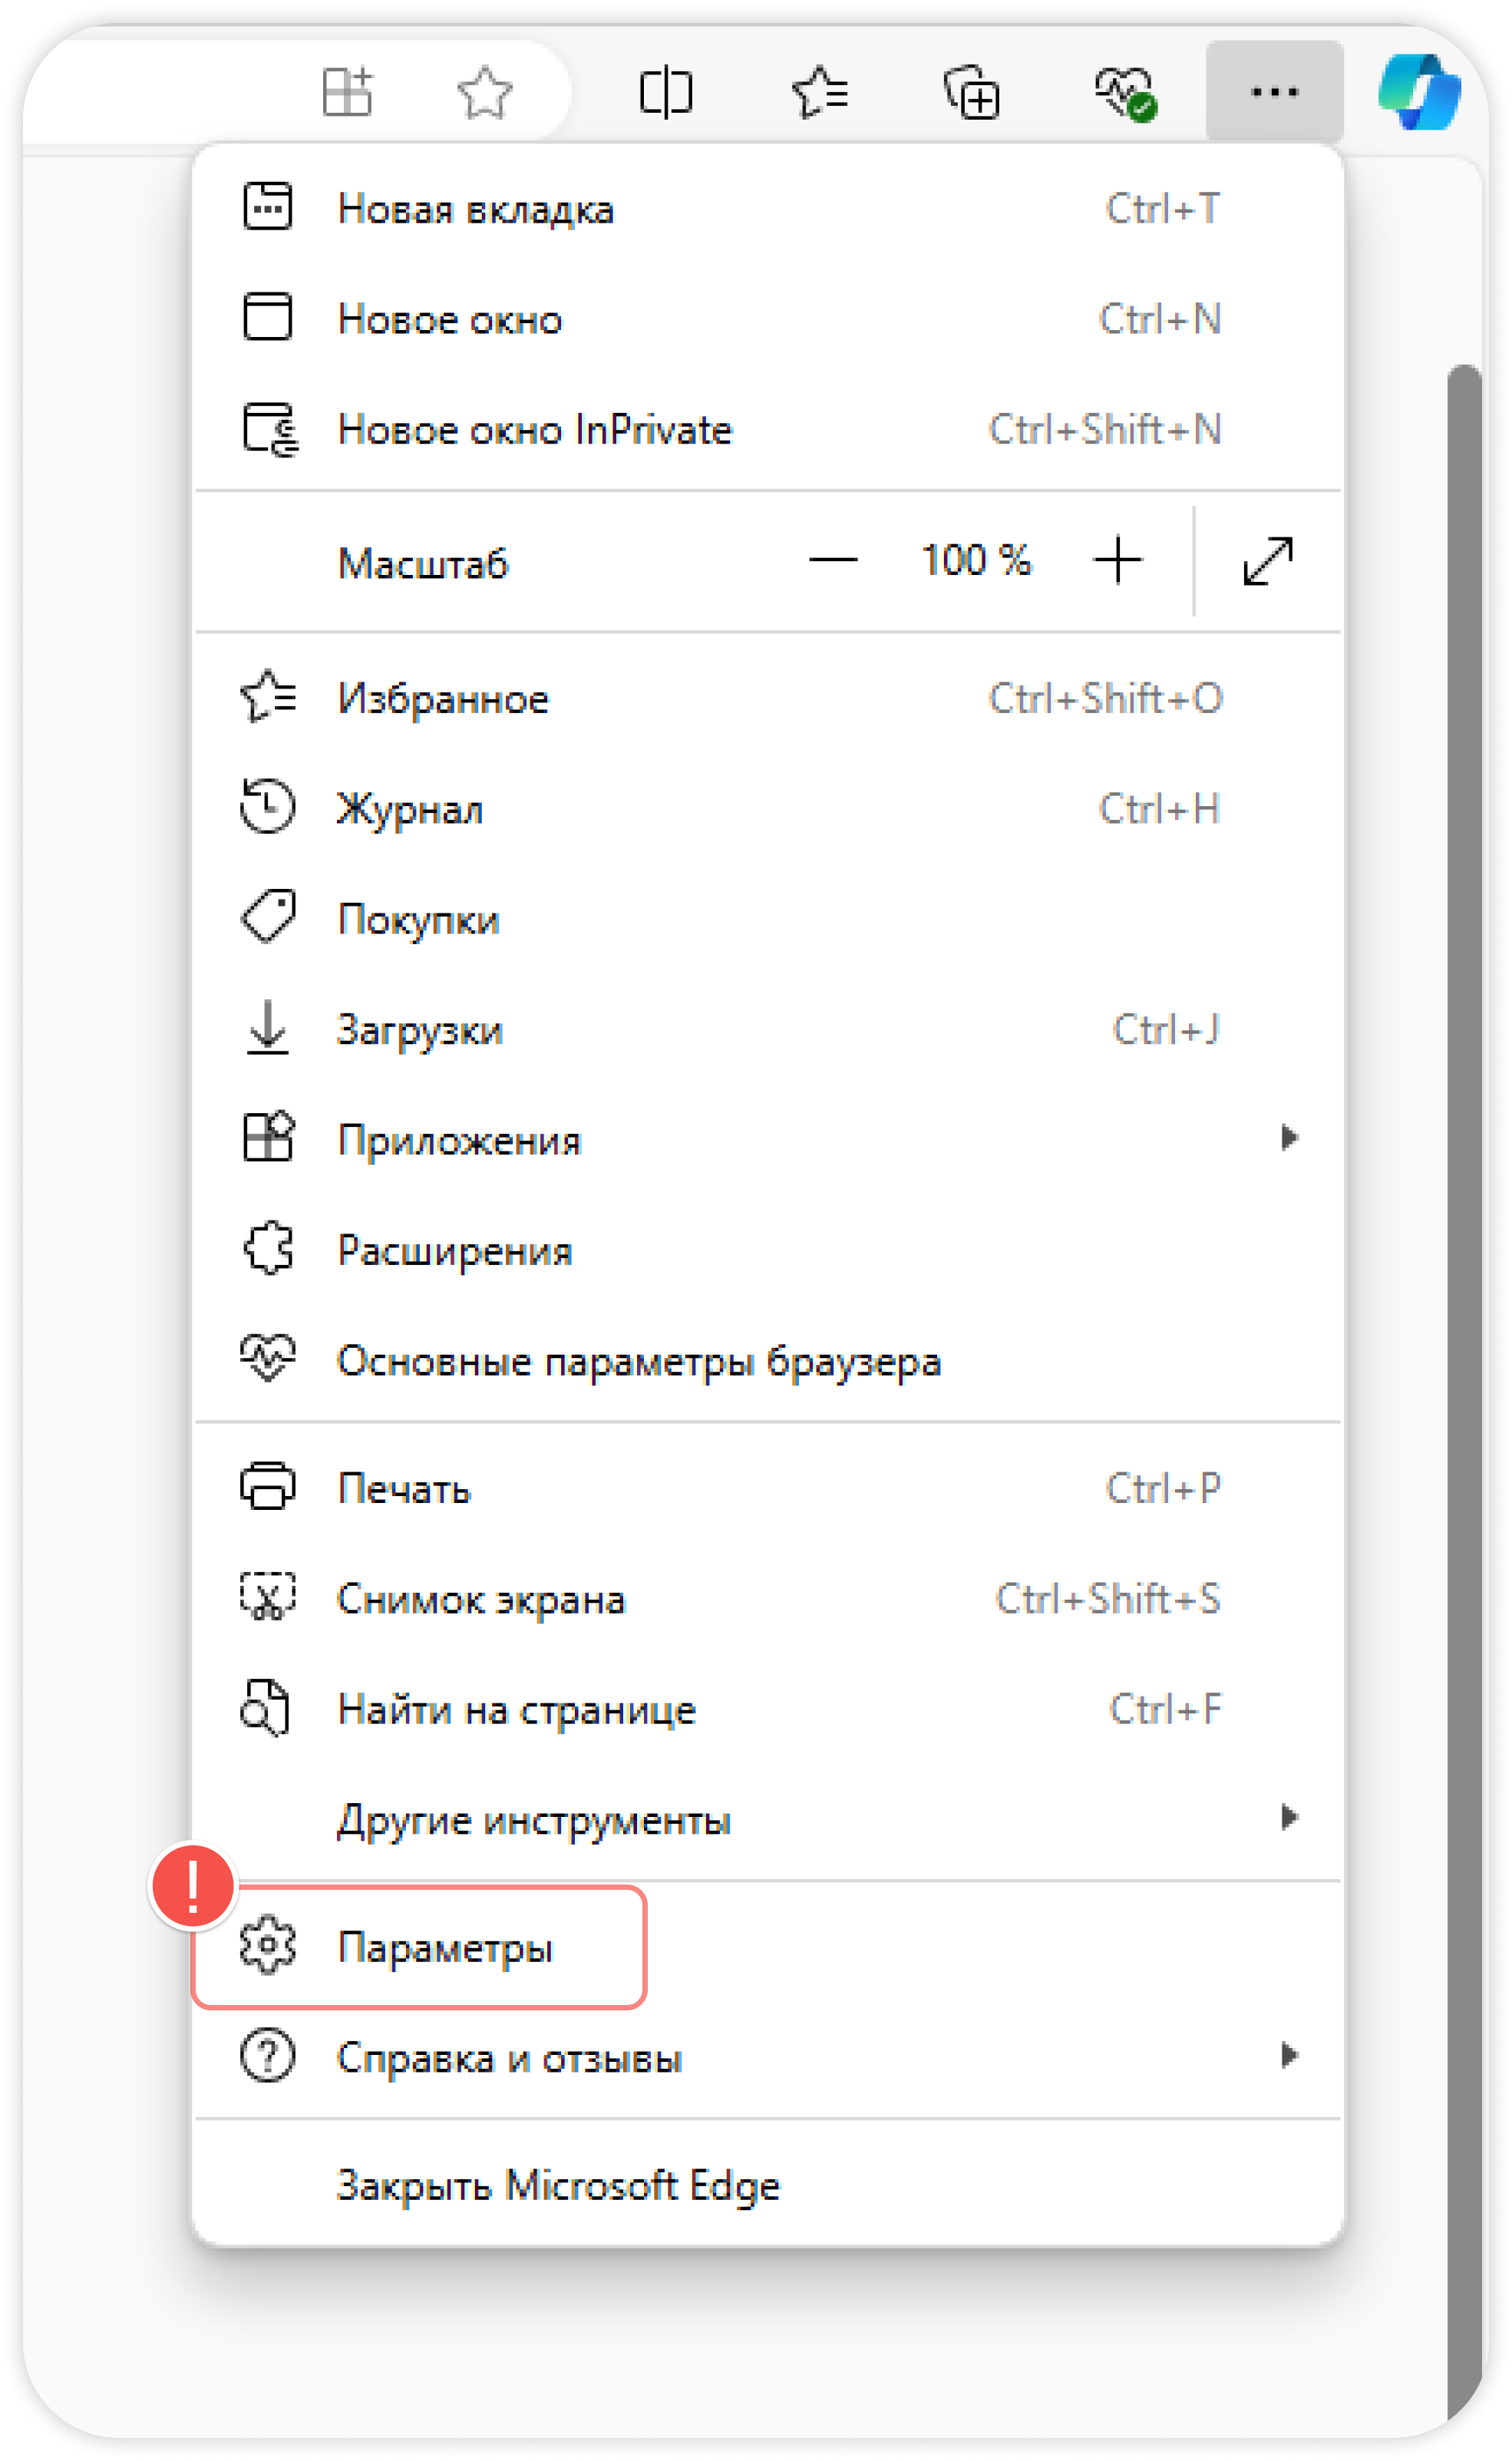 Новая вкладка Ctrl+T
Новое окно Ctrl+N
Новое окно InPrivate Ctrl+Shift+N
Масштаб — 100 % +
Избранное Ctrl+Shift+O
Журнал Ctrl+H
Покупки
Загрузки Ctrl+J
Приложения
Расширения
Основные параметры браузера
Печать Ctrl+P
Снимок экрана Ctrl+Shift+S
Найти на странице Ctrl+F
Другие инструменты
!
Параметры
Справка и отзывы
Закрыть Microsoft Edge